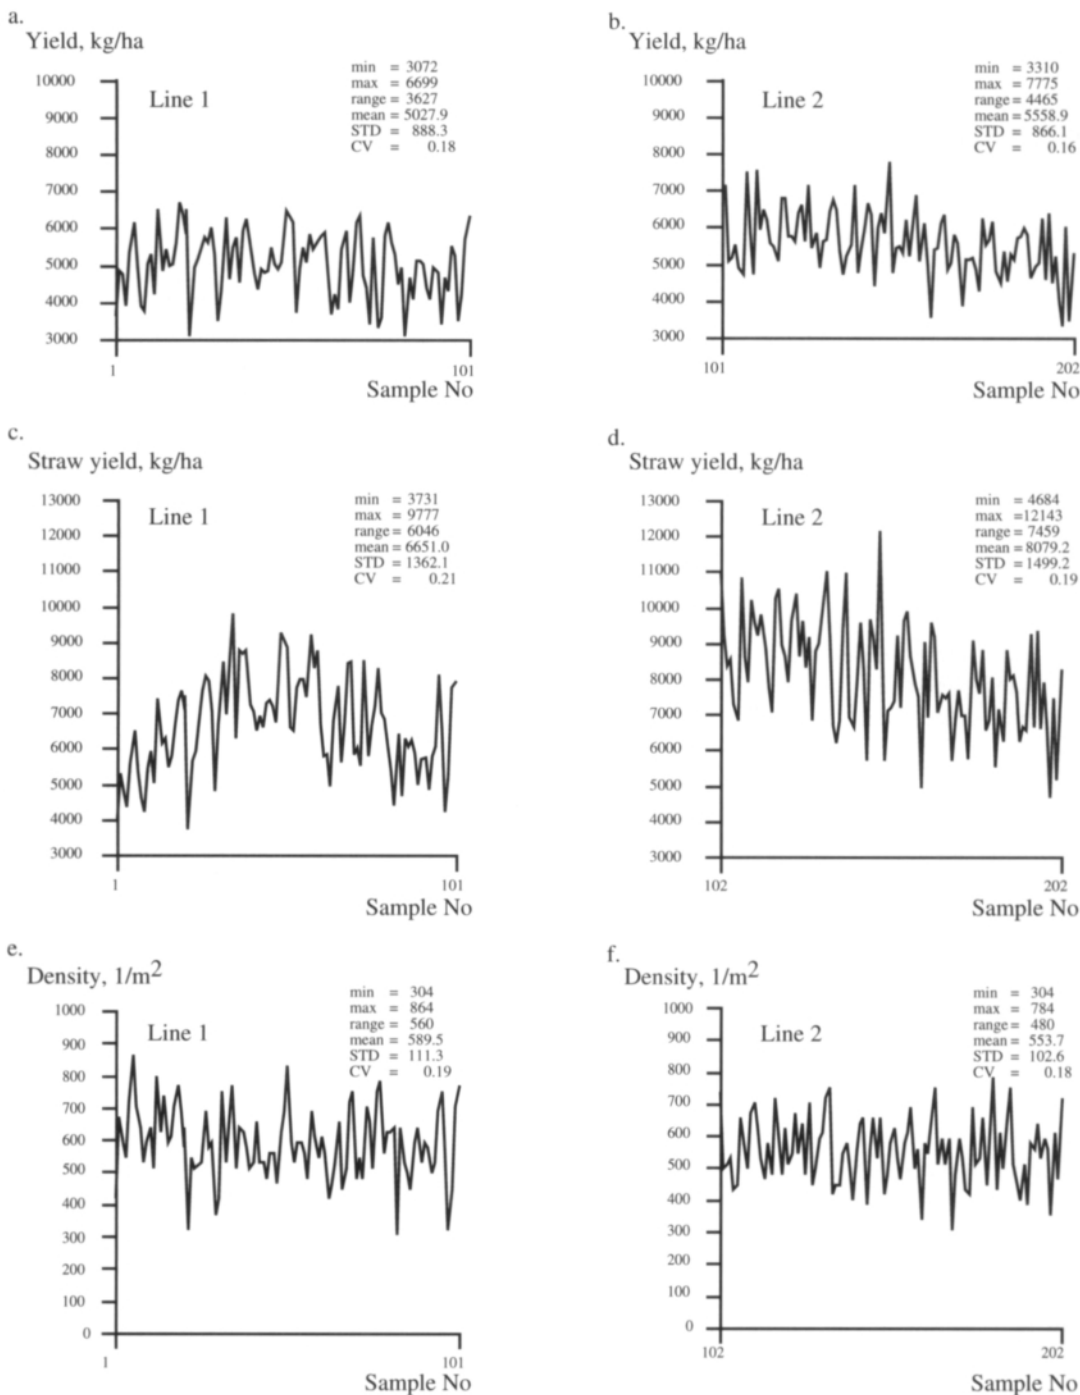 a.
Yield, kg/ha
Line 1
min = 3072
max = 6699
range = 3627
mean = 5027.9
STD = 888.3
CV = 0.18
10000
9000
8000
7000
6000
5000
4000
3000
1
101
Sample No
b.
Yield, kg/ha
Line 2
min = 3310
max = 7775
range = 4465
mean = 5558.9
STD = 866.1
CV = 0.16
10000
9000
8000
7000
6000
5000
4000
3000
101
202
Sample No
c.
Straw yield, kg/ha
Line 1
min = 3731
max = 9777
range = 6046
mean = 6651.0
STD = 1362.1
CV = 0.21
13000
12000
11000
10000
9000
8000
7000
6000
5000
4000
3000
1
101
Sample No
d.
Straw yield, kg/ha
Line 2
min = 4684
max =12143
range = 7459
mean = 8079.2
STD = 1499.2
CV = 0.19
13000
12000
11000
10000
9000
8000
7000
6000
5000
4000
3000
102
202
Sample No
e.
Density, 1/m2
Line 1
min = 304
max = 864
range = 560
mean = 589.5
STD = 111.3
CV = 0.19
1000
900
800
700
600
500
400
300
200
100
0
1
101
Sample No
f.
Density, 1/m2
Line 2
min = 304
max = 784
range = 480
mean = 553.7
STD = 102.6
CV = 0.18
1000
900
800
700
600
500
400
300
200
100
0
102
202
Sample No